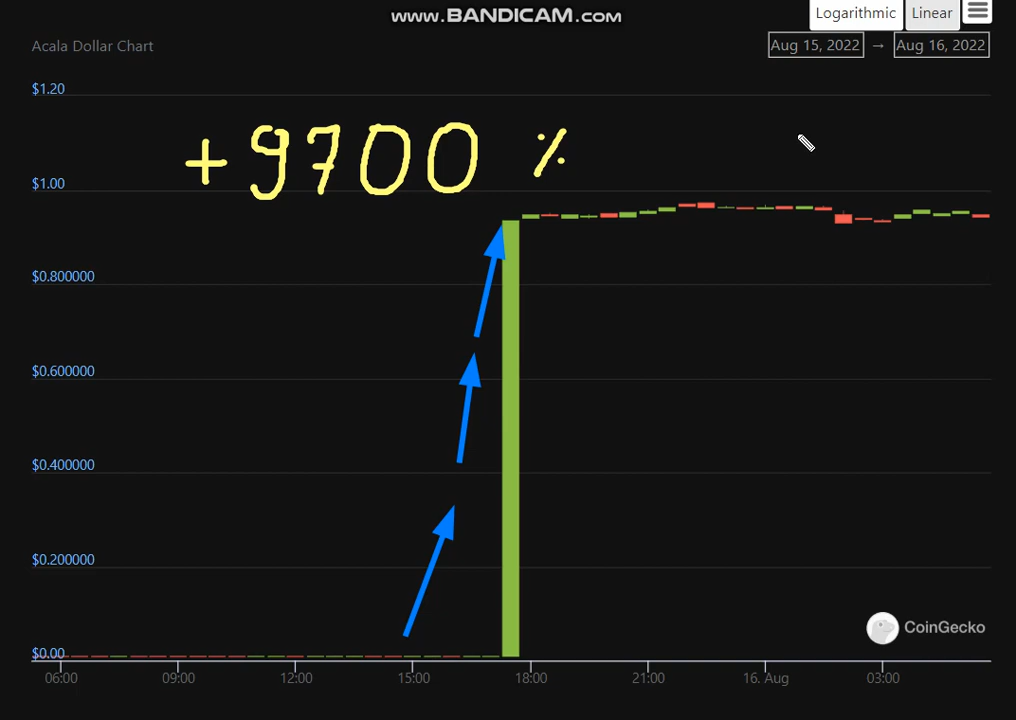 www.BANDICAM.com
Logarithmic Linear
Acala Dollar Chart
Aug 15, 2022 → Aug 16, 2022
$1.20
+9700 %
$1.00
$0.800000
$0.600000
$0.400000
$0.200000
CoinGecko
$0.00
06:00 09:00 12:00 15:00 18:00 21:00 16. Aug 03:00